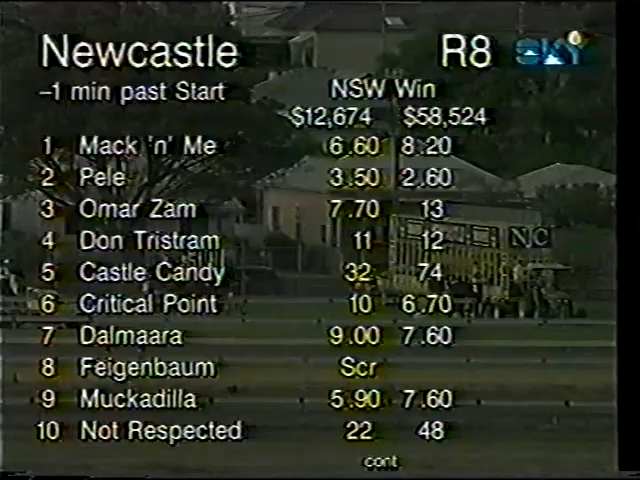 Newcastle R8 SKY
-1 min past Start NSW Win
$12,674 $58,524
1 Mack 'n' Me 6.60 8.20
2 Pele 3.50 2.60
3 Omar Zam 7.70 13
4 Don Tristram 11 12
5 Castle Candy 32 74
6 Critical Point 10 6.70
7 Dalmaara 9.00 7.60
8 Feigenbaum Scr
9 Muckadilla 5.90 7.60
10 Not Respected 22 48
cont
NC